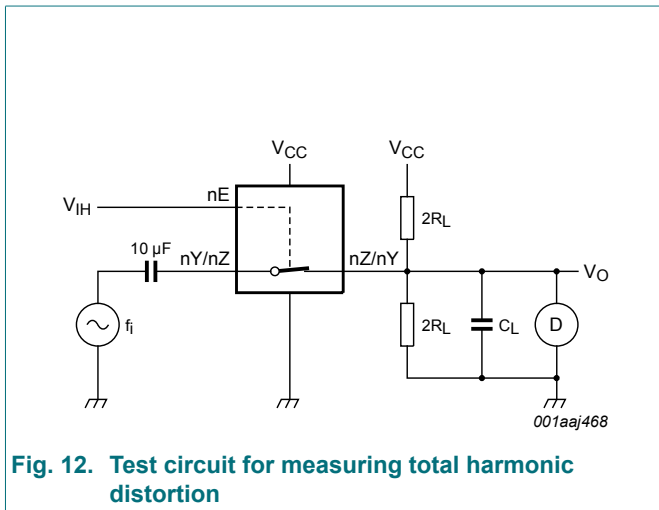 VCC
VCC
nE
VIH
2RL
10 µF
nY/nZ
nZ/nY
VO
fi
2RL
CL
D
001aaj468
Fig. 12. Test circuit for measuring total harmonic
distortion